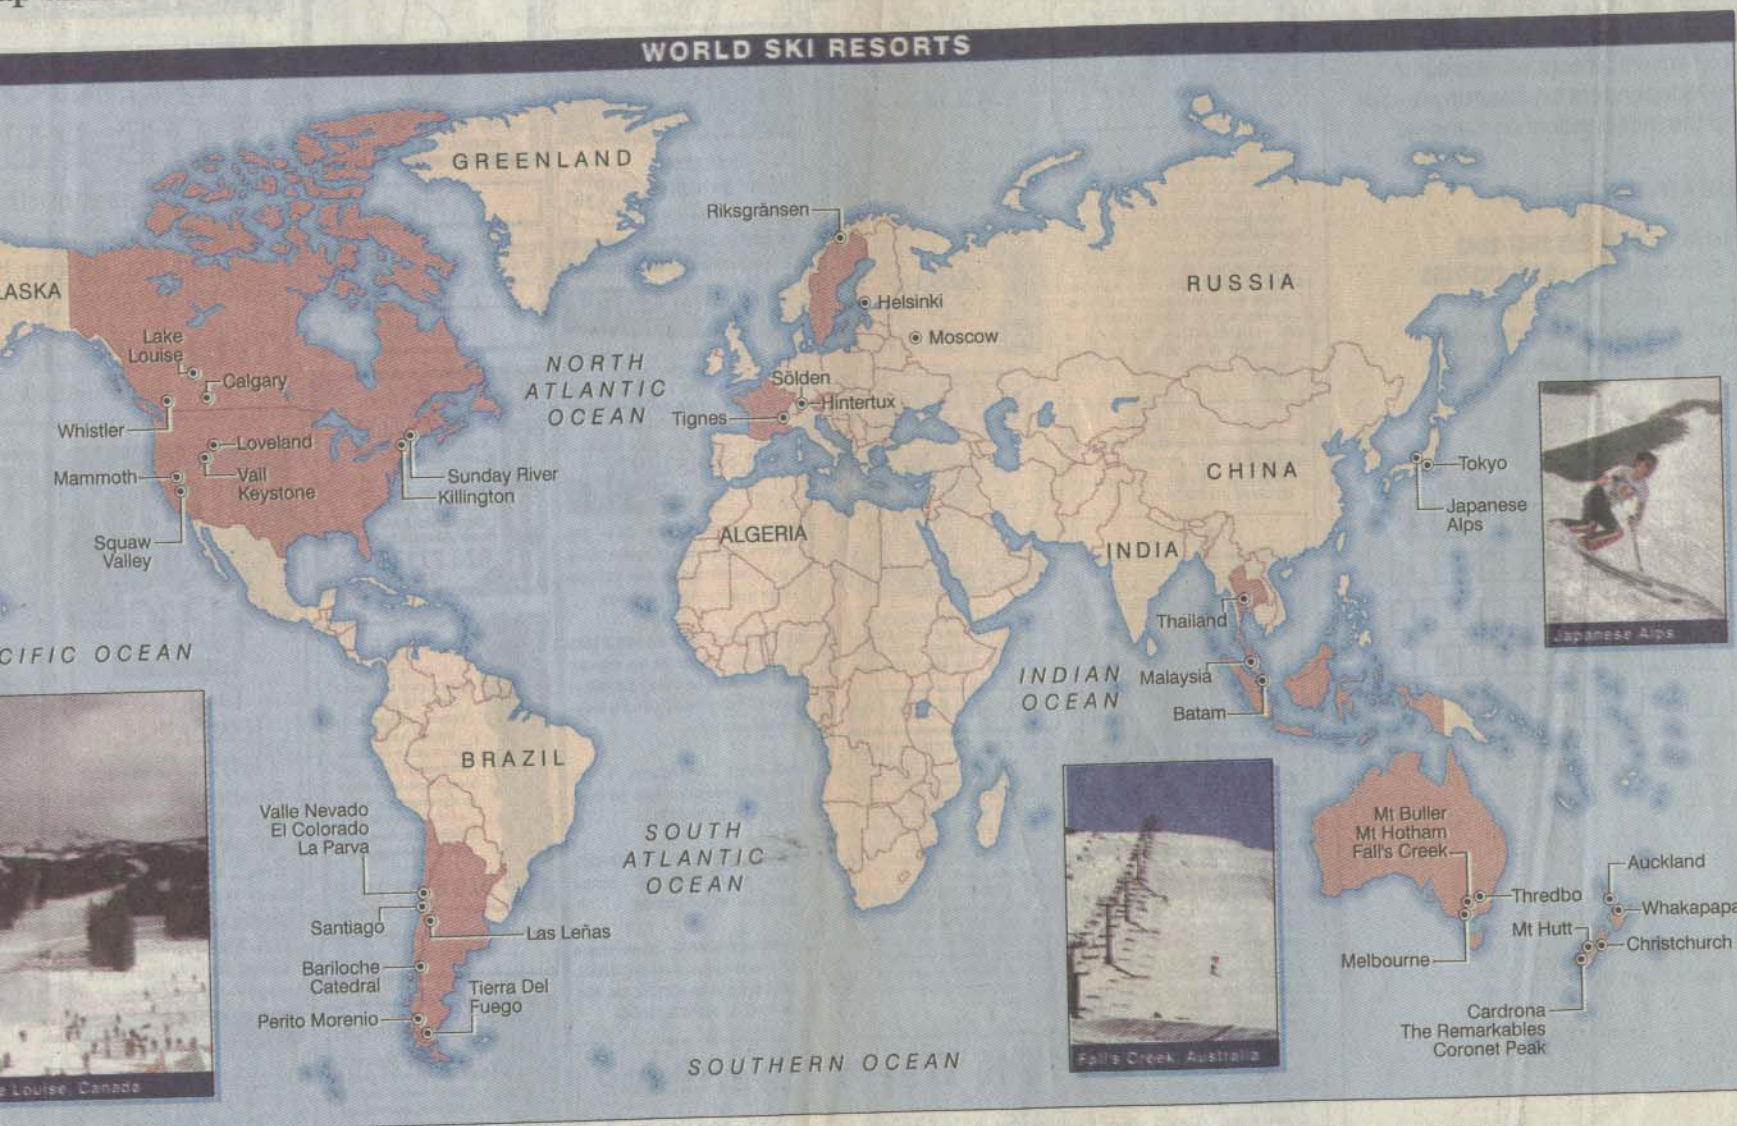 WORLD SKI RESORTS
GREENLAND
Riksgränsen
RUSSIA
LASKA
Helsinki
Moscow
Lake
Louise
Calgary
NORTH
ATLANTIC
OCEAN
Sölden
Hintertux
Tignes
Whistler
Loveland
Vail
Keystone
Mammoth
Sunday River
Killington
CHINA
Tokyo
Japanese
Alps
Squaw
Valley
ALGERIA
INDIA
Thailand
Japanese Alps
CIFIC OCEAN
INDIAN
OCEAN
Malaysia
Batam
BRAZIL
Valle Nevado
El Colorado
La Parva
SOUTH
ATLANTIC
OCEAN
Mt Buller
Mt Hotham
Fall's Creek
Auckland
Thredbo
Whakapapa
Santiago
Las Leñas
Mt Hutt
Christchurch
Melbourne
Bariloche
Catedral
Tierra Del
Fuego
Perito Morenio
Cardrona
The Remarkables
Coronet Peak
SOUTHERN OCEAN
Fall's Creek, Australia
e Louise, Canada